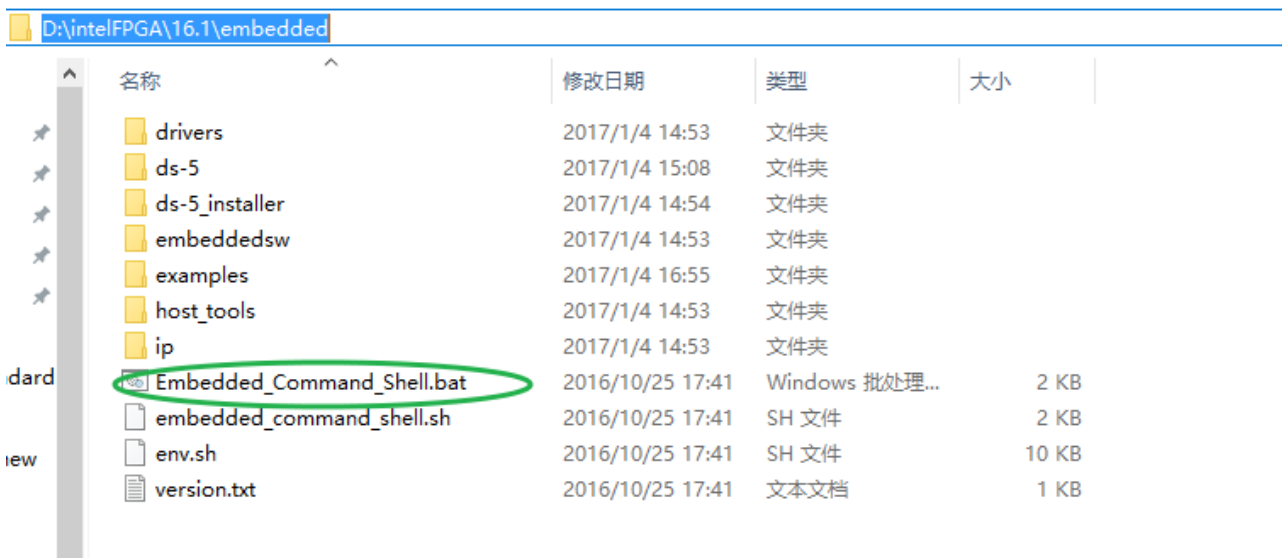 D:\intelFPGA\16.1\embedded
名称 修改日期 类型 大小
drivers 2017/1/4 14:53 文件夹
ds-5 2017/1/4 15:08 文件夹
ds-5_installer 2017/1/4 14:54 文件夹
embeddedsw 2017/1/4 14:53 文件夹
examples 2017/1/4 16:55 文件夹
host_tools 2017/1/4 14:53 文件夹
ip 2017/1/4 14:53 文件夹
dard Embedded_Command_Shell.bat 2016/10/25 17:41 Windows 批处理... 2 KB
embedded_command_shell.sh 2016/10/25 17:41 SH 文件 2 KB
ew env.sh 2016/10/25 17:41 SH 文件 10 KB
version.txt 2016/10/25 17:41 文本文档 1 KB